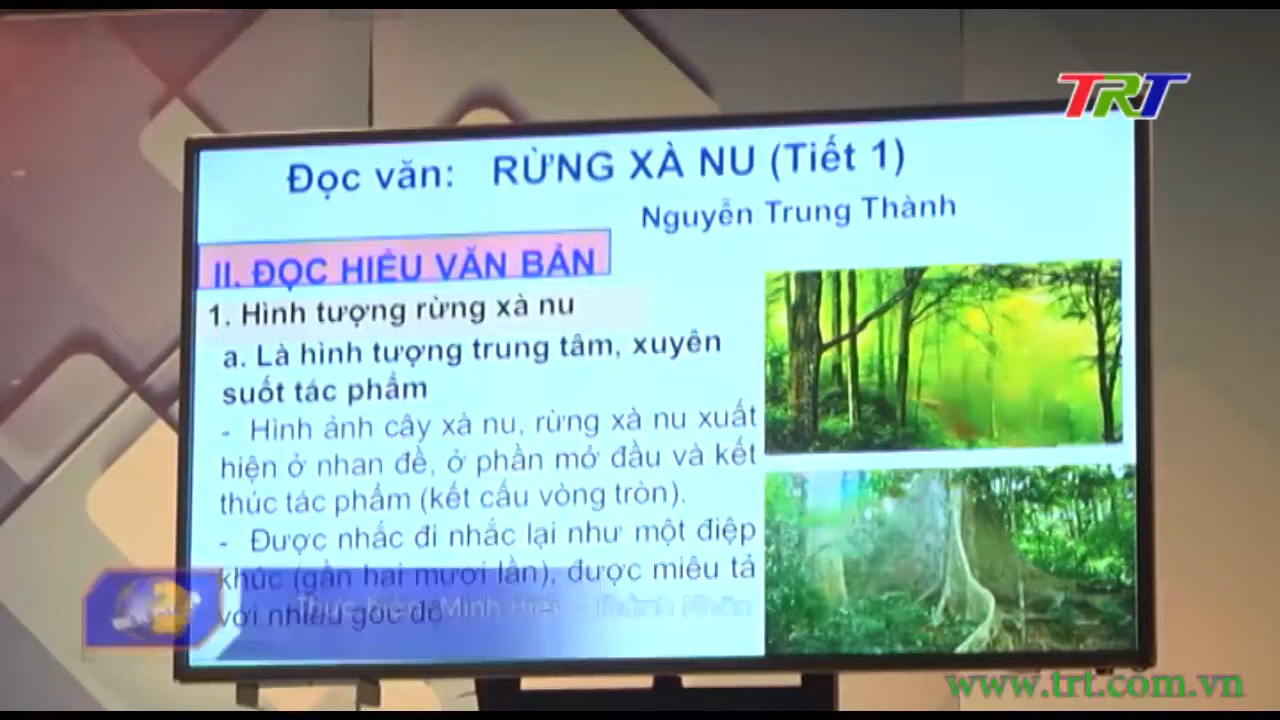 TRT
Đọc văn: RỪNG XÀ NU (Tiết 1)
Nguyễn Trung Thành
II. ĐỌC HIỂU VĂN BẢN
1. Hình tượng rừng xà nu
a. Là hình tượng trung tâm, xuyên
suốt tác phẩm
- Hình ảnh cây xà nu, rừng xà nu xuất
hiện ở nhan đề, ở phần mở đầu và kết
thúc tác phẩm (kết cấu vòng tròn).
- Được nhắc đi nhắc lại như một điệp
khúc (gần hai mươi lần), được miêu tả
với nhiều góc độ
Thực hiện: Minh
www.trt.com.vn